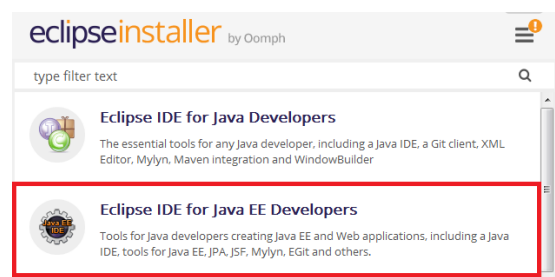 eclipseinstaller by Oomph
type filter text
Eclipse IDE for Java Developers
The essential tools for any Java developer, including a Java IDE, a Git client, XML
Editor, Mylyn, Maven integration and WindowBuilder
Eclipse IDE for Java EE Developers
Java EE
IDE
Tools for Java developers creating Java EE and Web applications, including a Java
IDE, tools for Java EE, JPA, JSF, Mylyn, EGit and others.